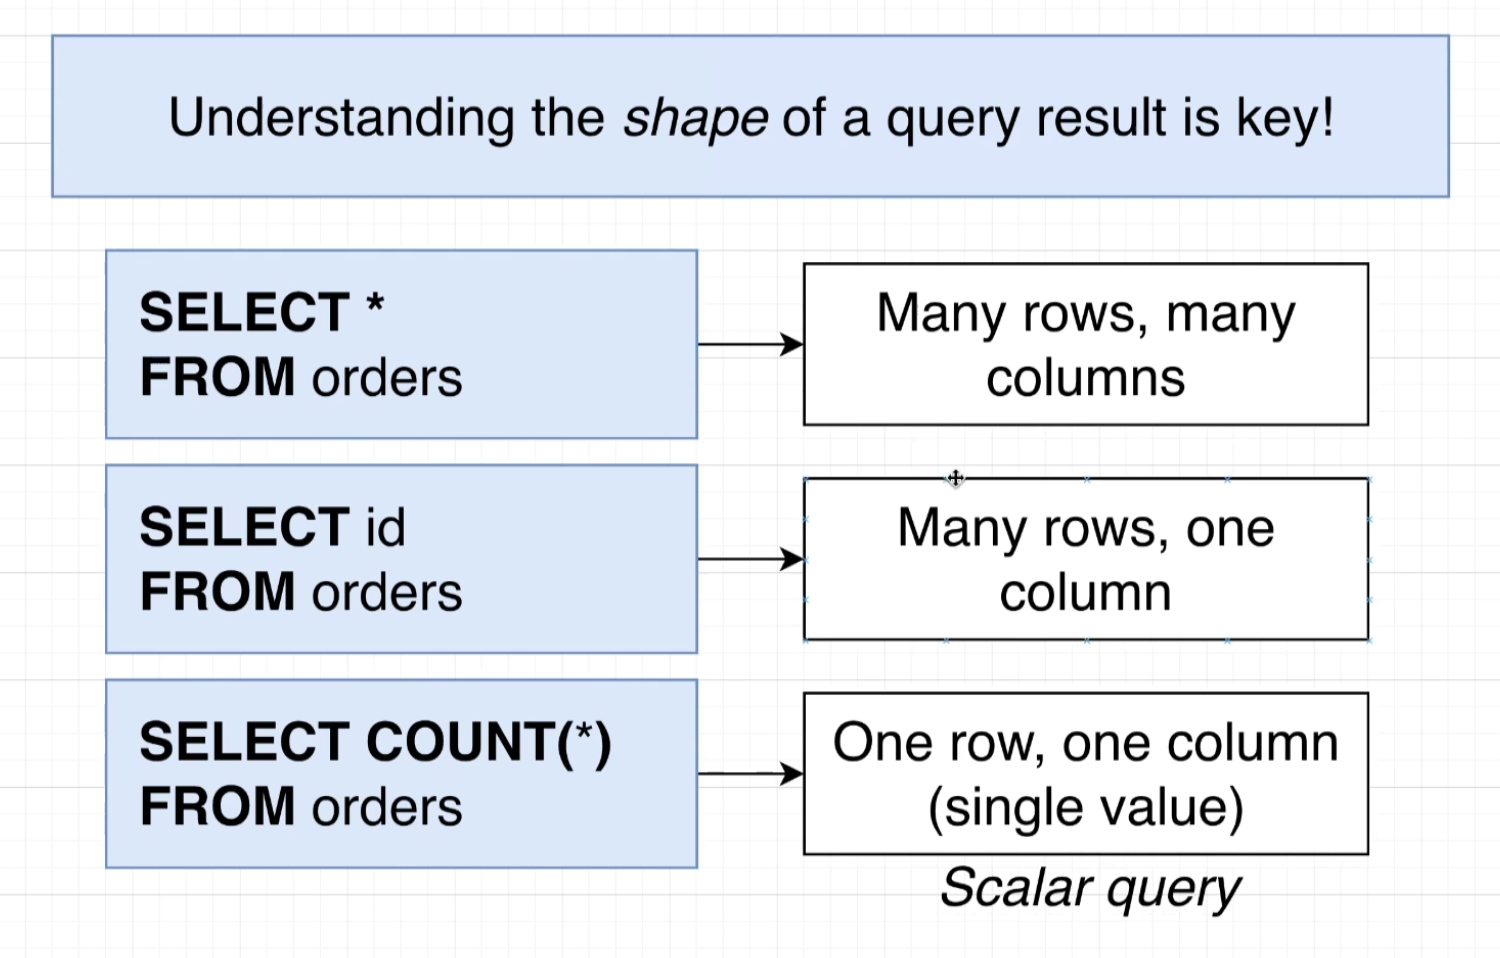 Understanding the shape of a query result is key!
SELECT *
FROM orders
Many rows, many
columns
SELECT id
FROM orders
Many rows, one
column
SELECT COUNT(*)
FROM orders
One row, one column
(single value)
Scalar query